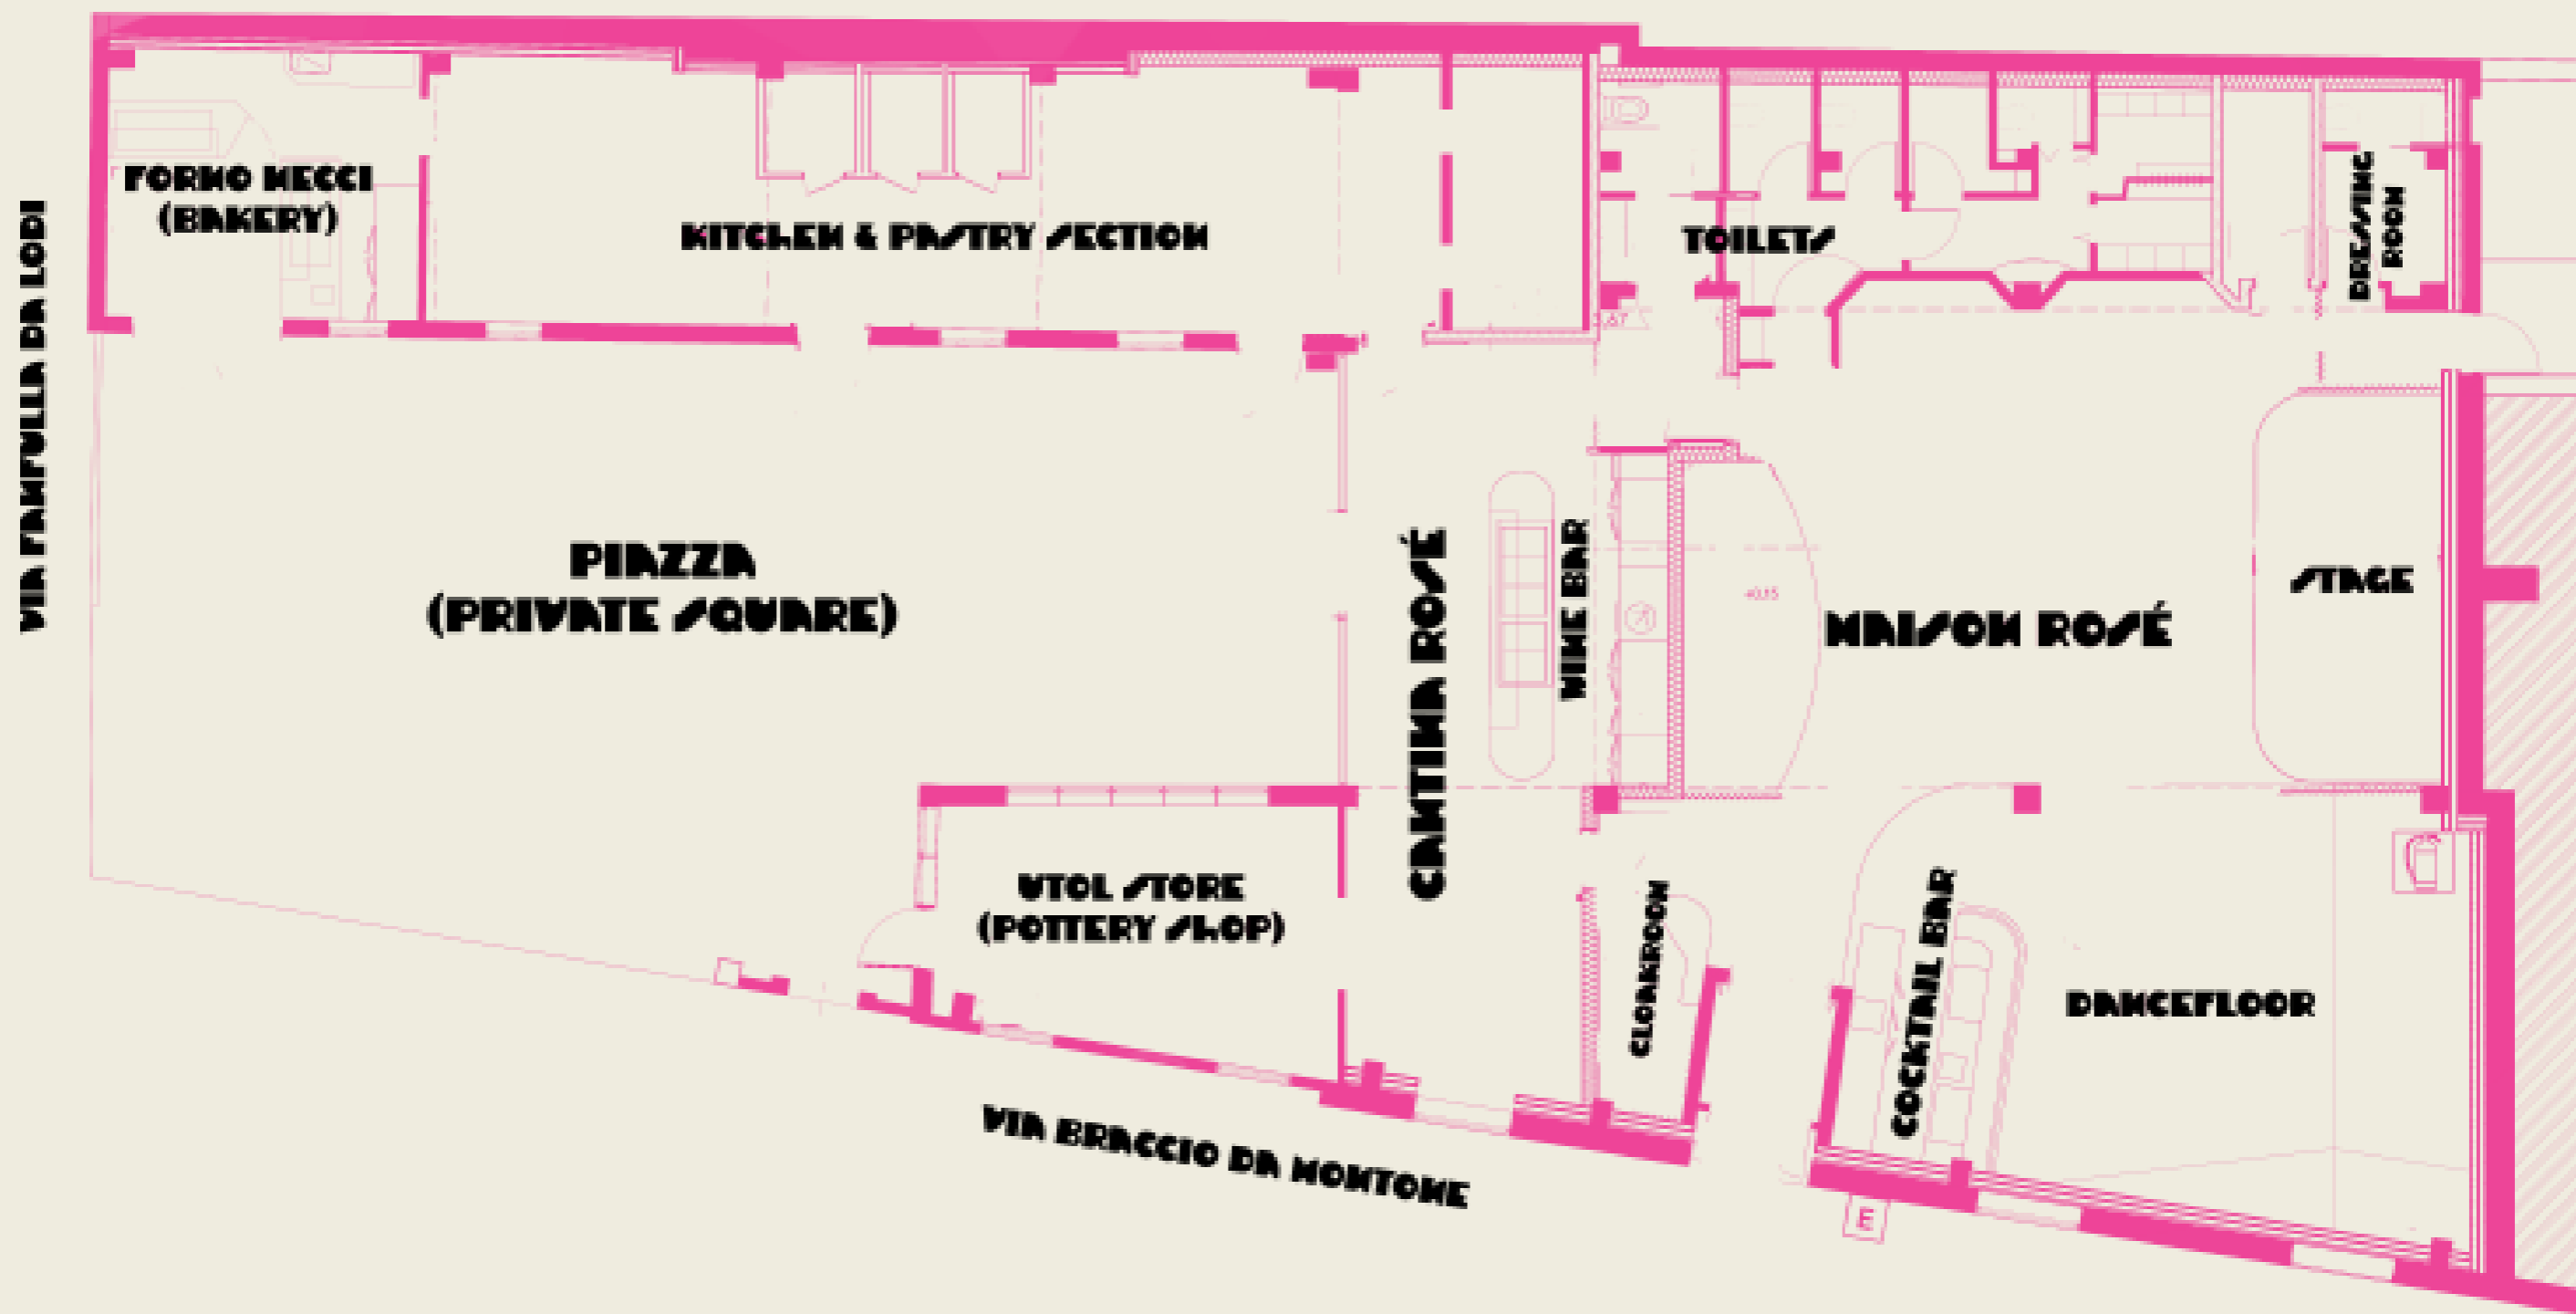 VIA FANFULLA DA LODI
FORNO NECCI
(BAKERY)
KITCHEN & PASTRY SECTION
TOILETS
DRESSING
ROOM
PIAZZA
(PRIVATE SQUARE)
CANTINA ROSÉ
WINE BAR
MAISON ROSÉ
STAGE
UTOL STORE
(POTTERY SHOP)
CLOAKROOM
COCKTAIL BAR
DANCEFLOOR
VIA BRACCIO DA MONTONE
E